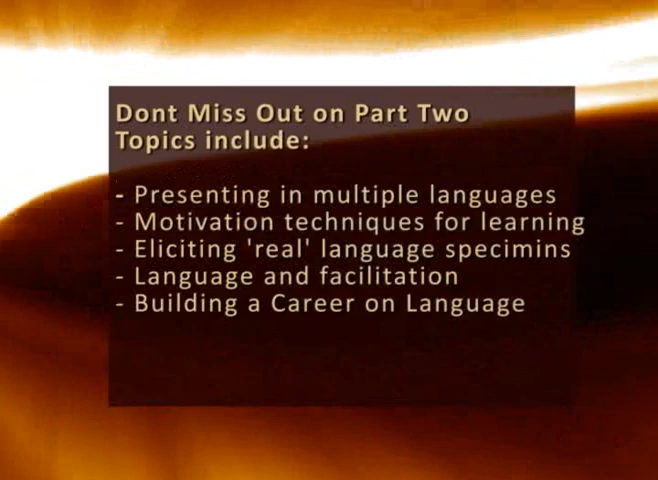 Dont Miss Out on Part Two
Topics include:
- Presenting in multiple languages
- Motivation techniques for learning
- Eliciting 'real' language specimins
- Language and facilitation
- Building a Career on Language